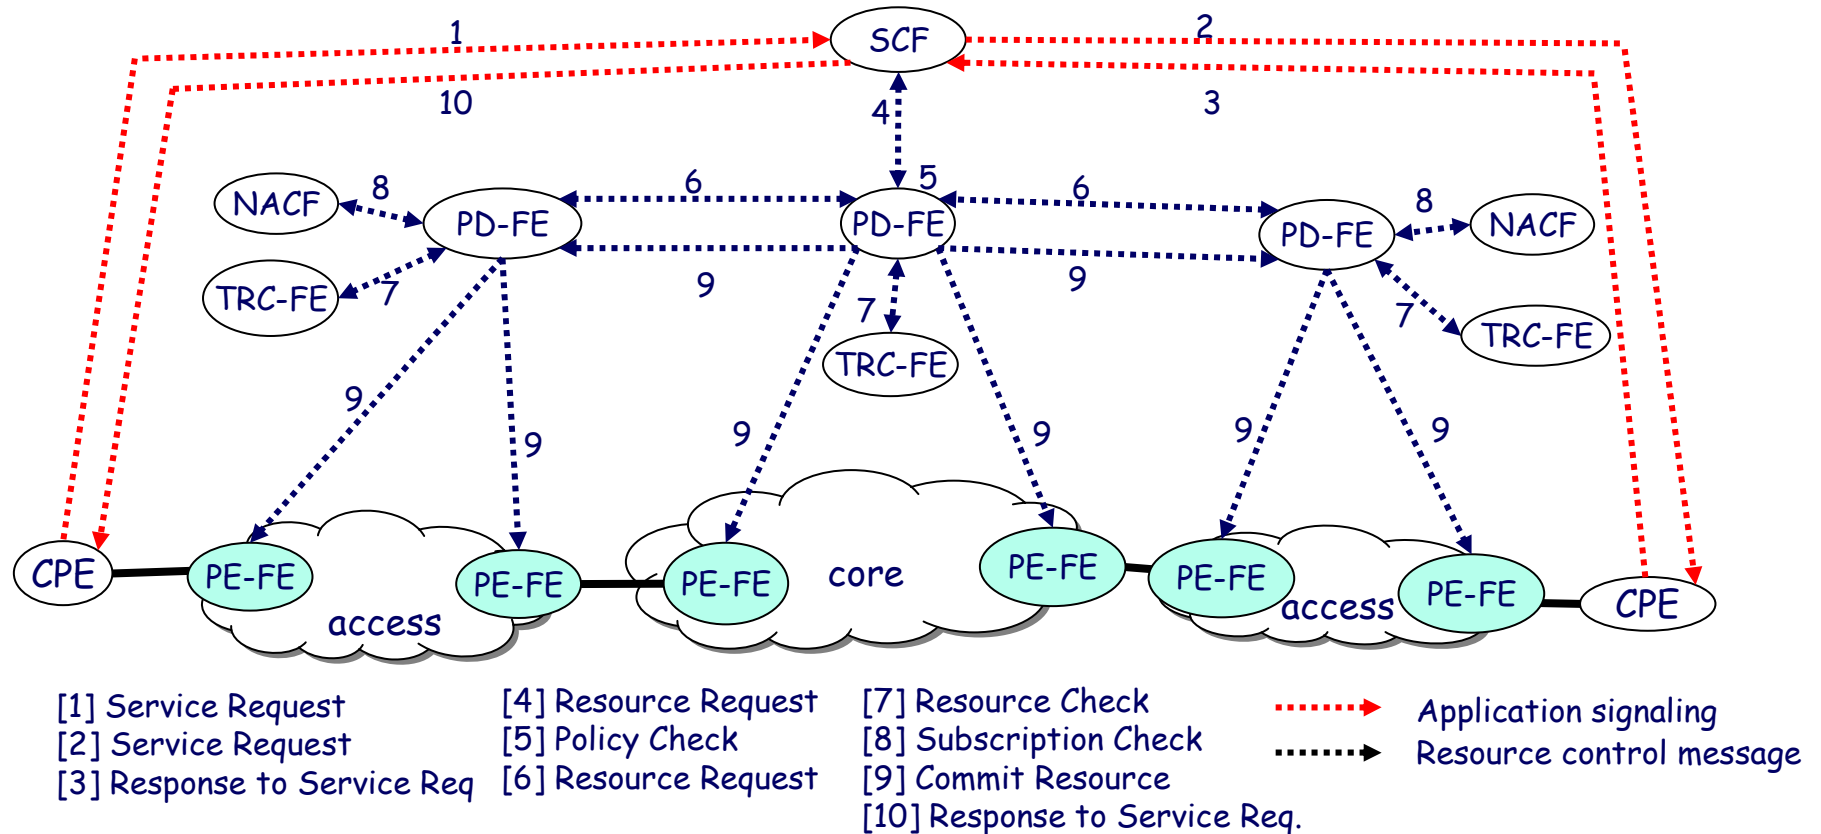 1
SCF
2
10
4
3
NACF
8
6
5
6
8
NACF
PD-FE
PD-FE
PD-FE
TRC-FE
7
9
7
9
7
TRC-FE
TRC-FE
9
9
9
9
9
9
CPE
PE-FE
PE-FE
PE-FE
core
PE-FE
PE-FE
PE-FE
CPE
access
access
[1] Service Request
[2] Service Request
[3] Response to Service Req
[4] Resource Request
[5] Policy Check
[6] Resource Request
[7] Resource Check
[8] Subscription Check
[9] Commit Resource
[10] Response to Service Req.
Application signaling
Resource control message